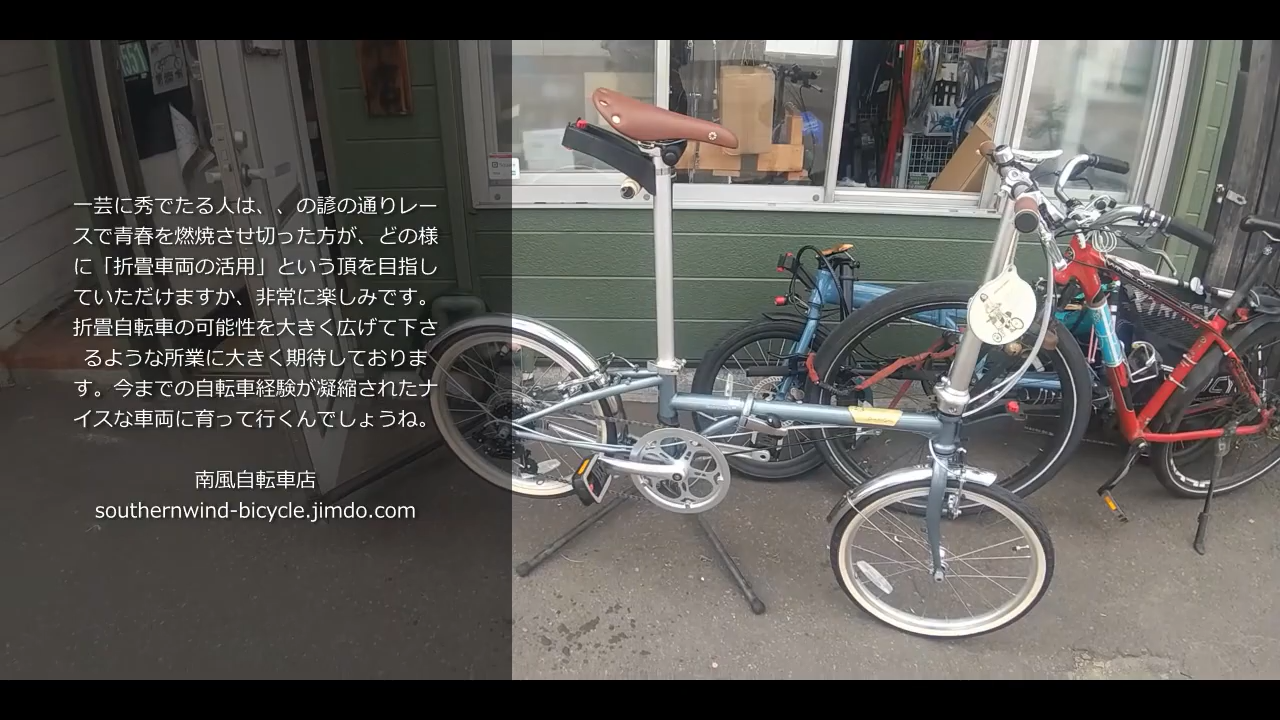 一芸に秀でたる人は、、の諺の通りレー
スで青春を燃焼させ切った方が、どの様
に「折畳車両の活用」という頂を目指し
ていただけますか、非常に楽しみです。
折畳自転車の可能性を大きく広げて下さ
るような所業に大きく期待しておりま
す。今までの自転車経験が凝縮されたナ
イスな車両に育って行くんでしょうね。
南風自転車店
southernwind-bicycle.jimdo.com